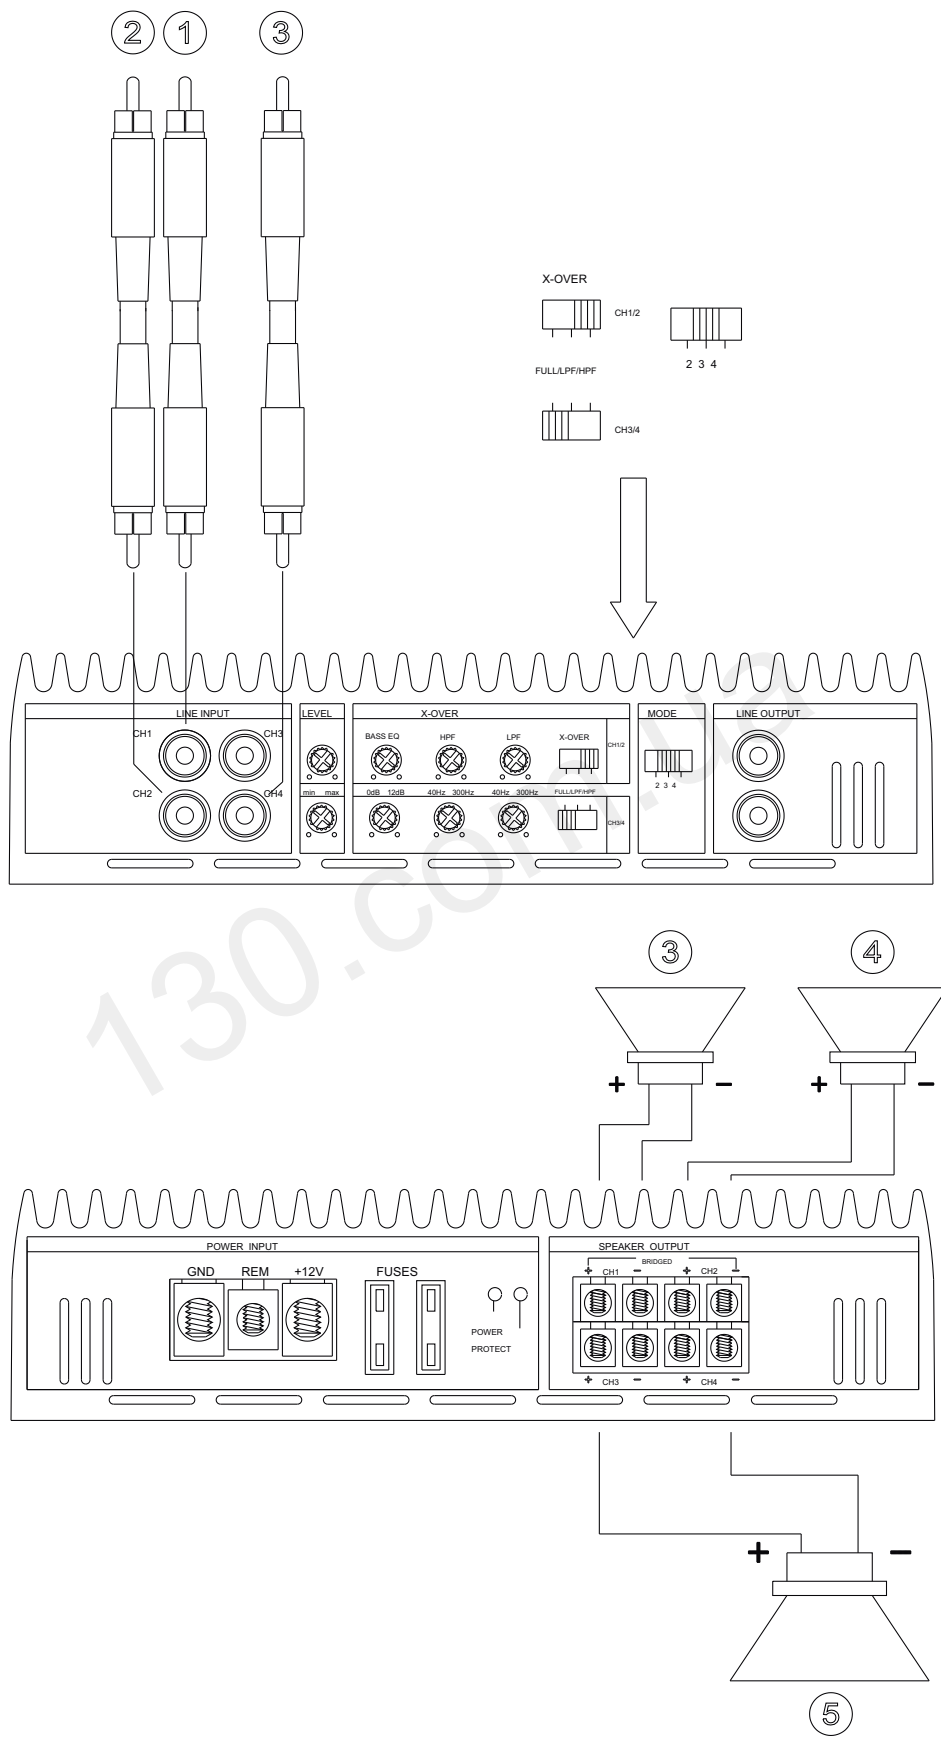 2 1 3
X-OVER
CH1/2
2 3 4
FULL/LPF/HPF
CH3/4
LINE INPUT LEVEL X-OVER MODE LINE OUTPUT
CH1 CH3 BASS EQ HPF LPF X-OVER CH1/2
2 3 4
CH2 CH4 min max 0dB 12dB 40Hz 300Hz 40Hz 300Hz FULL/LPF/HPF
CH3/4
130.com.ua
3 4
+ − + −
POWER INPUT SPEAKER OUTPUT
BRIDGED
GND REM +12V FUSES + CH1 − + CH2 −
POWER
PROTECT
+ CH3 − + CH4 −
+ −
5